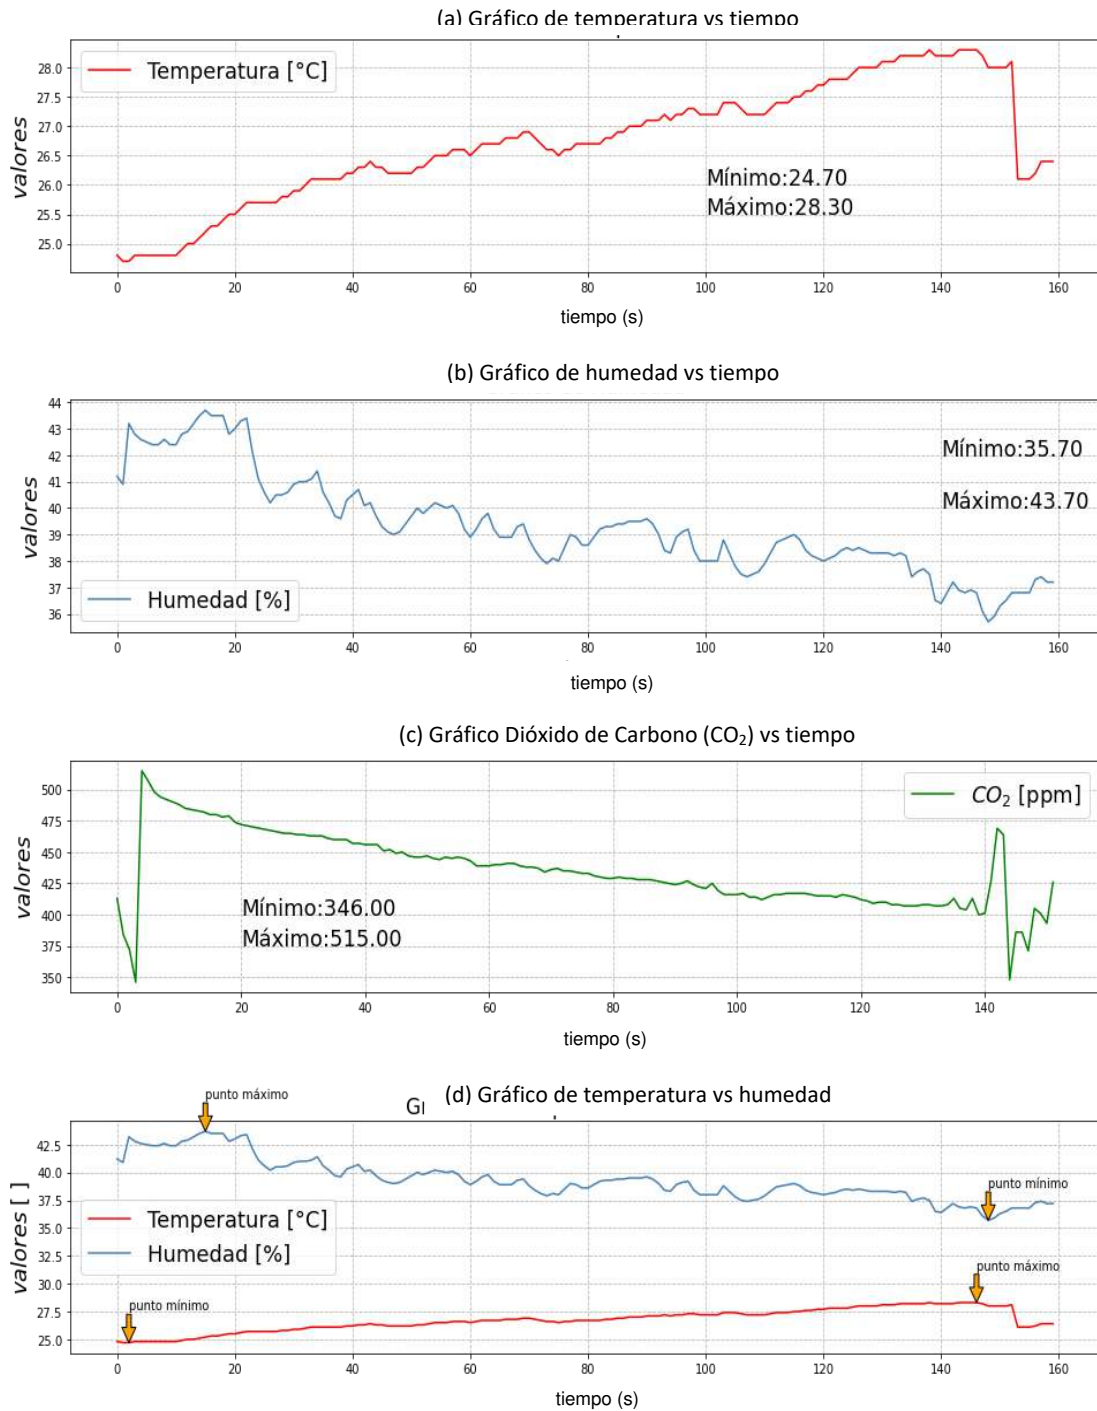 (a) Gráfico de temperatura vs tiempo
Temperatura [°C]
valores
28.0
27.5
27.0
26.5
26.0
25.5
25.0
Mínimo:24.70
Máximo:28.30
0 20 40 60 80 100 120 140 160
tiempo (s)
(b) Gráfico de humedad vs tiempo
44
43
42
41
40
39
38
37
36
valores
Mínimo:35.70
Máximo:43.70
Humedad [%]
0 20 40 60 80 100 120 140 160
tiempo (s)
(c) Gráfico Dióxido de Carbono (CO₂) vs tiempo
500
475
450
425
400
375
350
valores
CO₂ [ppm]
Mínimo:346.00
Máximo:515.00
0 20 40 60 80 100 120 140
tiempo (s)
(d) Gráfico de temperatura vs humedad
punto máximo
42.5
40.0
37.5
35.0
32.5
30.0
27.5
25.0
valores [ ]
Temperatura [°C]
Humedad [%]
punto mínimo
punto máximo
punto mínimo
0 20 40 60 80 100 120 140 160
tiempo (s)